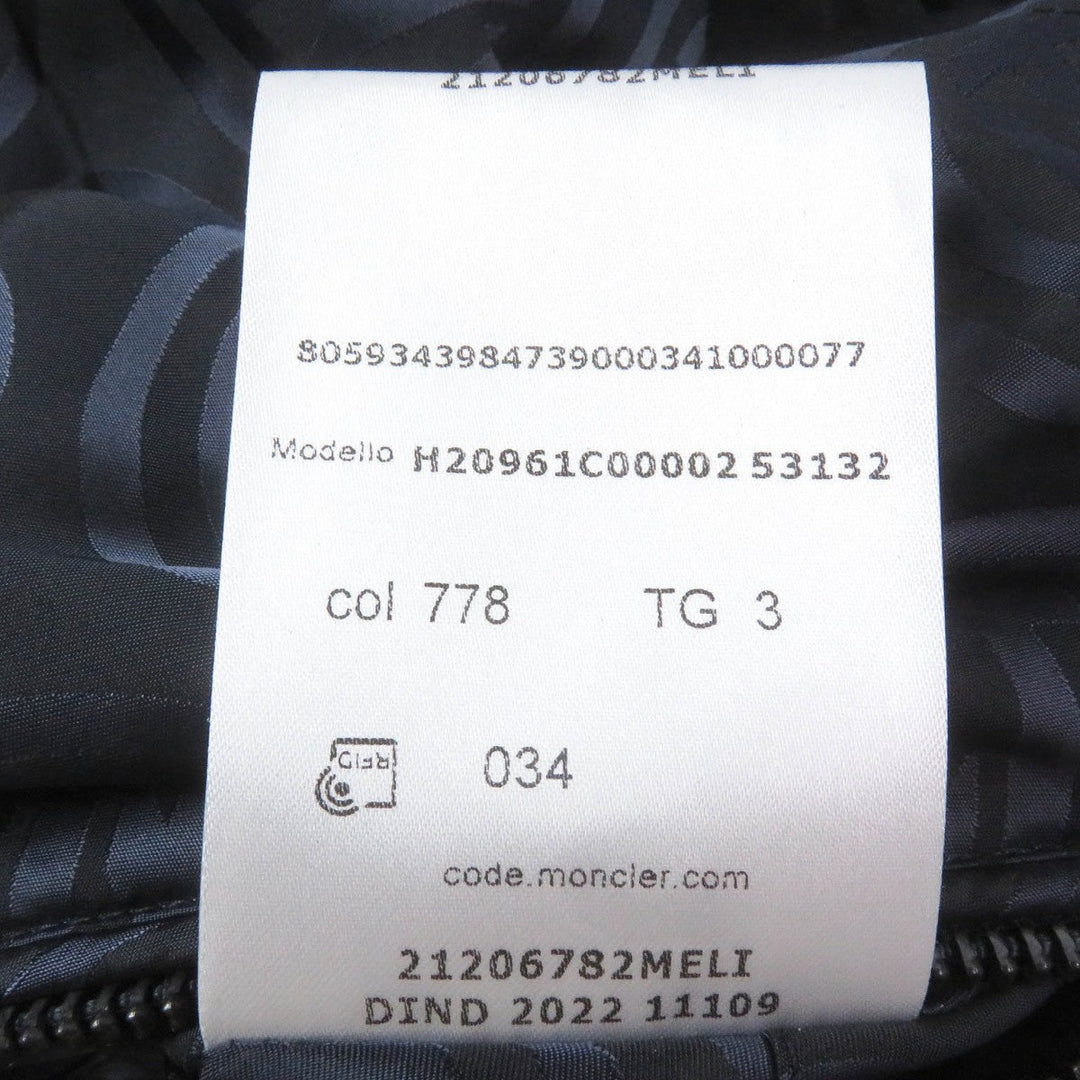 21206782MELI
8059343984739000341000077
Modello H20961C00002 53132
col 778 TG 3
RFID 034
code.moncler.com
21206782MELI
DIND 2022 11109